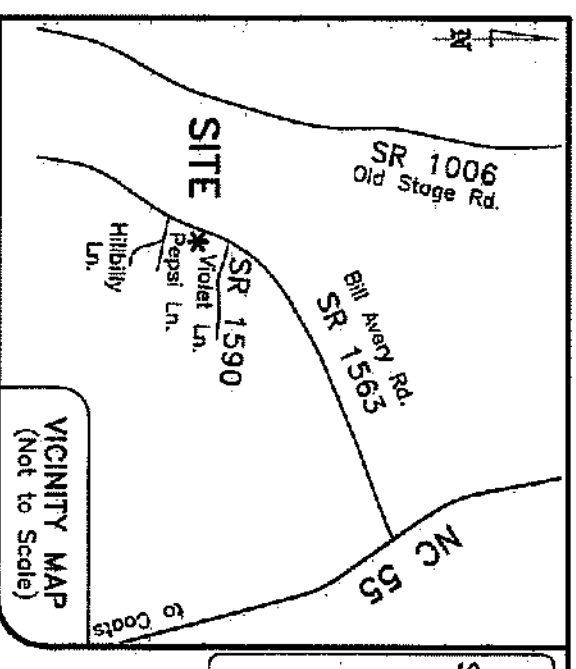 N
SR 1006
Old Stage Rd.
SITE
Bill Avery Rd.
SR 1563
SR 1590
Violet Ln.
Pepsi Ln.
Hillbilly
Ln.
NC 55
to Coats
VICINITY MAP
(Not to Scale)